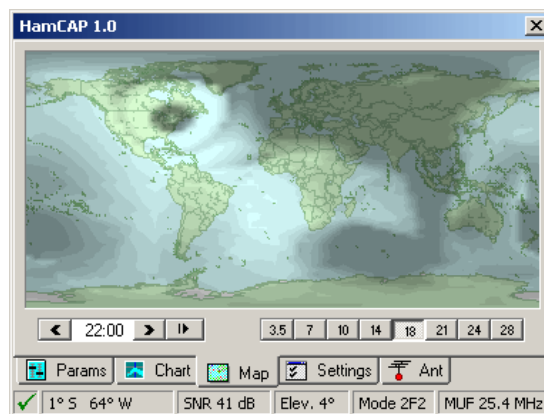 HamCAP 1.0
22:00
3.5 7 10 14 18 21 24 28
Params Chart Map Settings Ant
1° S 64° W SNR 41 dB Elev. 4° Mode 2F2 MUF 25.4 MHz